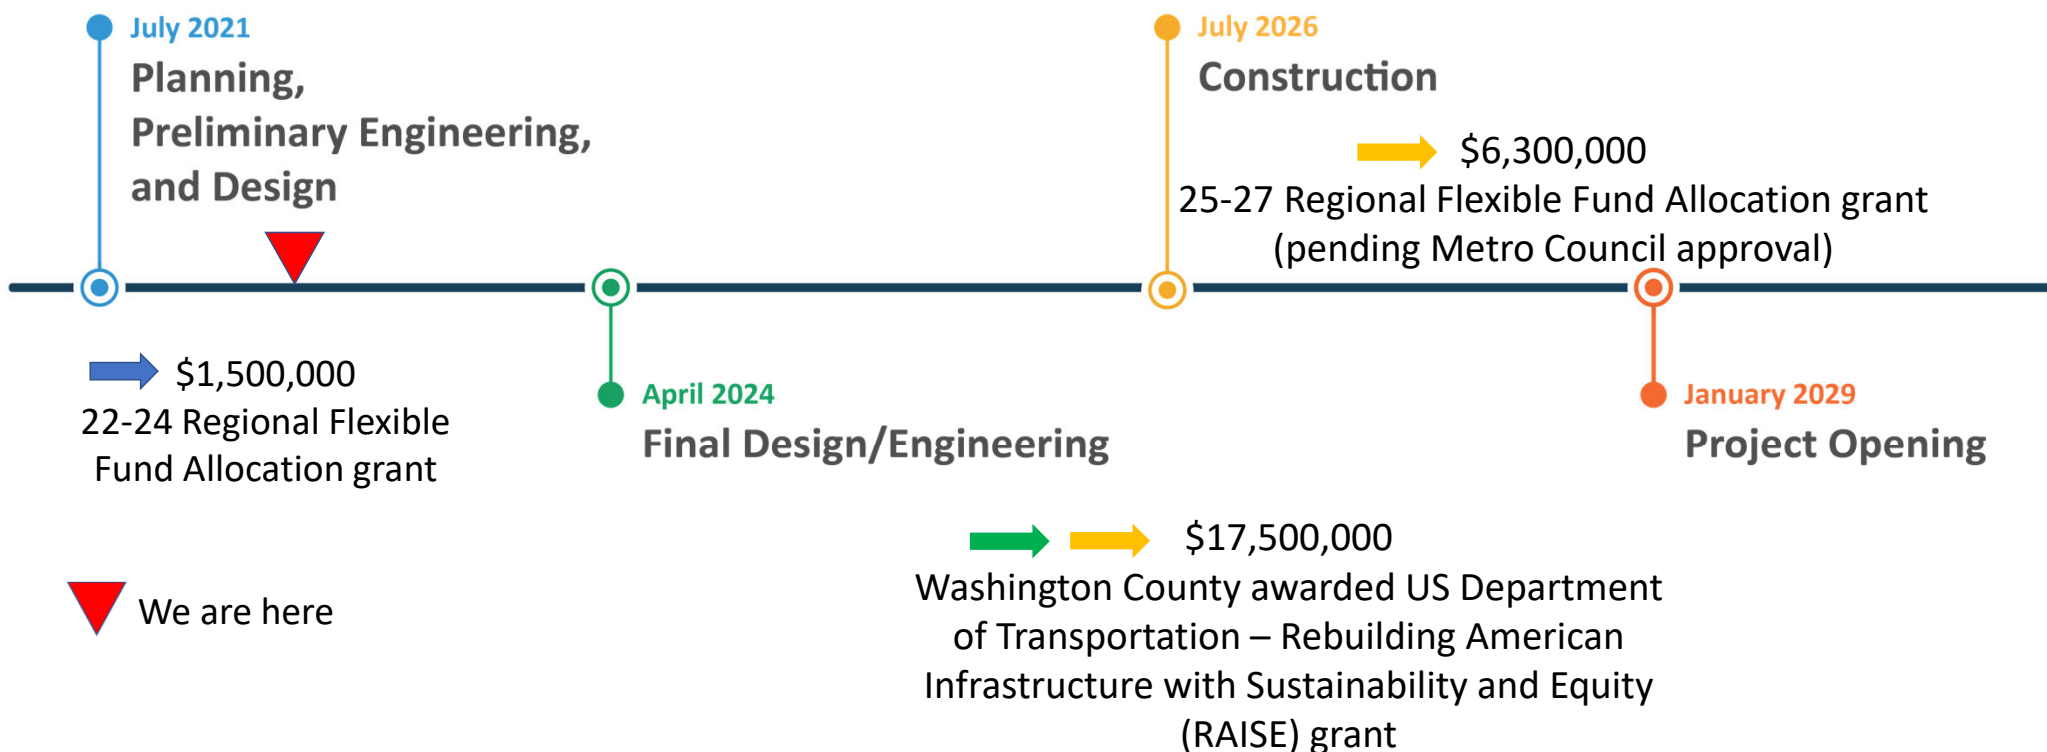 July 2021
Planning,
Preliminary Engineering,
and Design
July 2026
Construction
$6,300,000
25-27 Regional Flexible Fund Allocation grant
(pending Metro Council approval)
$1,500,000
22-24 Regional Flexible
Fund Allocation grant
April 2024
Final Design/Engineering
January 2029
Project Opening
We are here
$17,500,000
Washington County awarded US Department
of Transportation – Rebuilding American
Infrastructure with Sustainability and Equity
(RAISE) grant